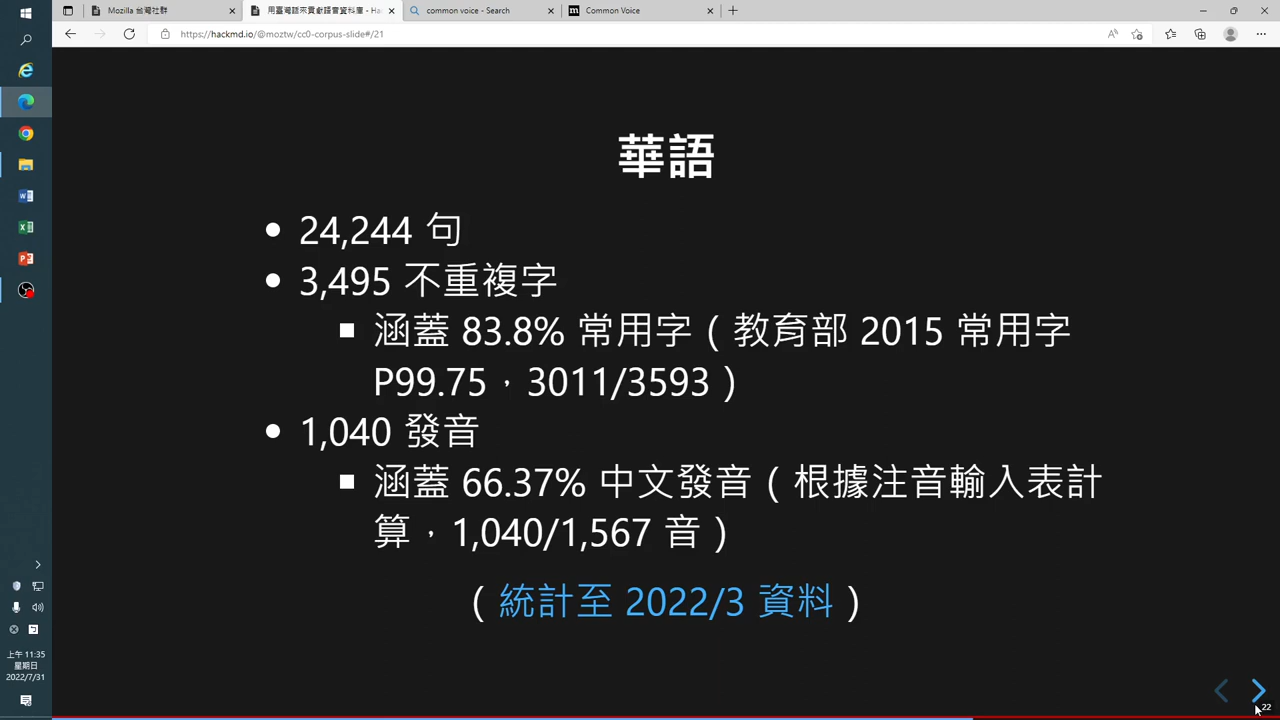 Mozilla 台灣社群
用臺灣語來貢獻語音資料庫 - Ha
common voice - Search
Common Voice
https://hackmd.io/@moztw/cc0-corpus-slide#/21
華語
24,244 句
3,495 不重複字
涵蓋 83.8% 常用字（教育部 2015 常用字
P99.75，3011/3593）
1,040 發音
涵蓋 66.37% 中文發音（根據注音輸入表計
算，1,040/1,567 音）
（統計至 2022/3 資料）
上午 11:35
星期日
2022/7/31
22